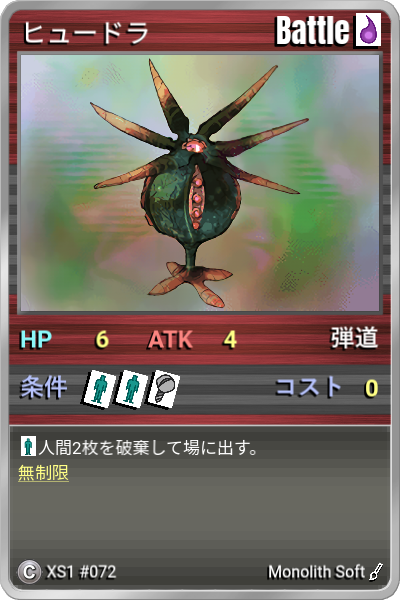 ヒュードラ Battle
HP 6 ATK 4 弾道
条件 コスト 0
人間2枚を破棄して場に出す。
無制限
C XS1 #072 Monolith Soft